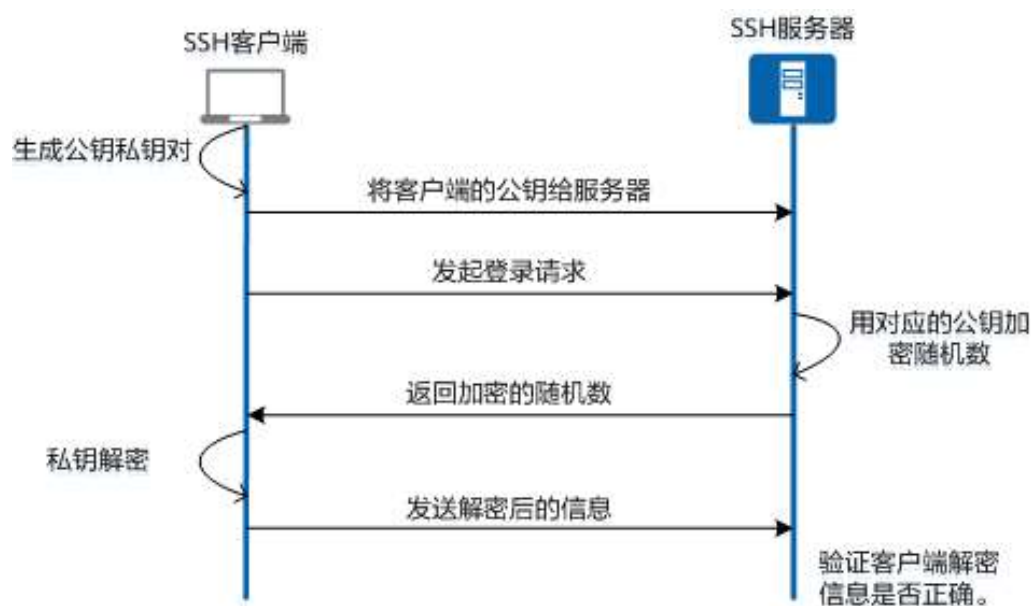 SSH客户端
SSH服务器
生成公钥私钥对
将客户端的公钥给服务器
发起登录请求
用对应的公钥加
密随机数
返回加密的随机数
私钥解密
发送解密后的信息
验证客户端解密
信息是否正确。